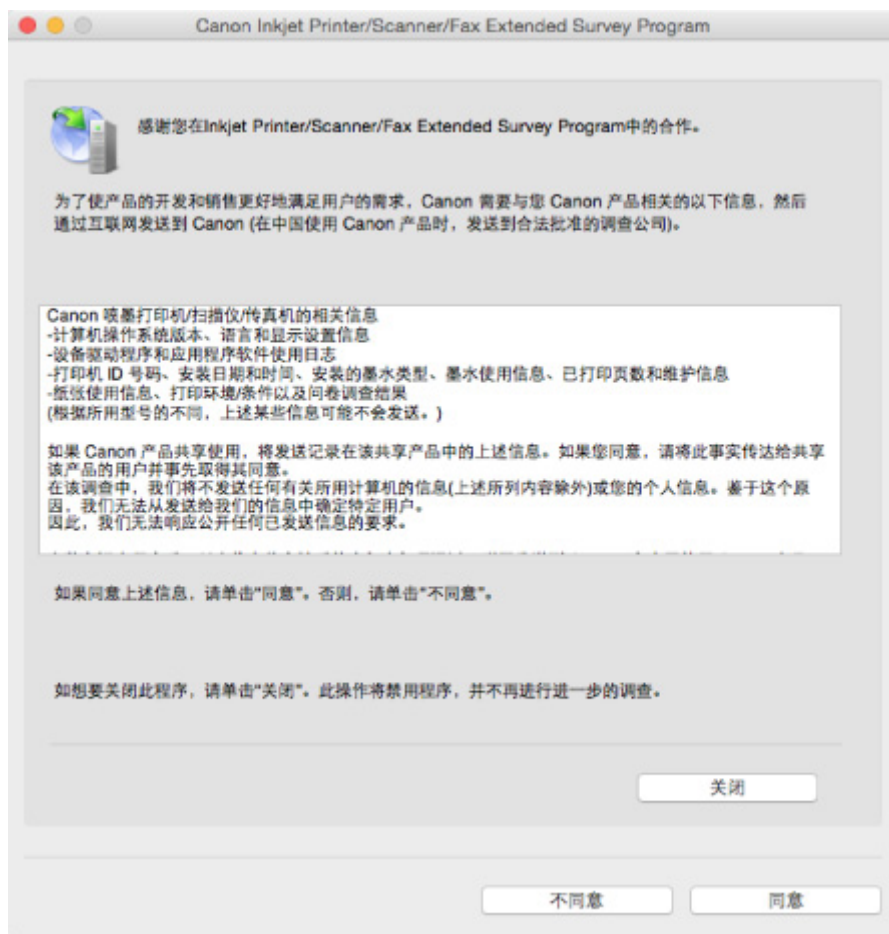 Canon Inkjet Printer/Scanner/Fax Extended Survey Program
感谢您在Inkjet Printer/Scanner/Fax Extended Survey Program中的合作。
为了使产品的开发和销售更好地满足用户的需求，Canon 需要与您 Canon 产品相关的以下信息，然后
通过互联网发送到 Canon (在中国使用 Canon 产品时，发送到合法批准的调查公司)。
Canon 喷墨打印机/扫描仪/传真机的相关信息
-计算机操作系统版本、语言和显示设置信息
-设备驱动程序和应用程序软件使用日志
-打印机 ID 号码、安装日期和时间、安装的墨水类型、墨水使用信息、已打印页数和维护信息
-纸张使用信息、打印环境/条件以及问卷调查结果
(根据所用型号的不同，上述某些信息可能不会发送。)
如果 Canon 产品共享使用，将发送记录在该共享产品中的上述信息。如果您同意，请将此事实传达给共享
该产品的用户并事先取得其同意。
在该调查中，我们将不发送任何有关所用计算机的信息(上述所列内容除外)或您的个人信息。鉴于这个原
因，我们无法从发送给我们的信息中确定特定用户。
因此，我们无法响应公开任何已发送信息的要求。
如果同意上述信息，请单击"同意"。否则，请单击"不同意"。
如想要关闭此程序，请单击"关闭"。此操作将禁用程序，并不再进行进一步的调查。
关闭
不同意
同意